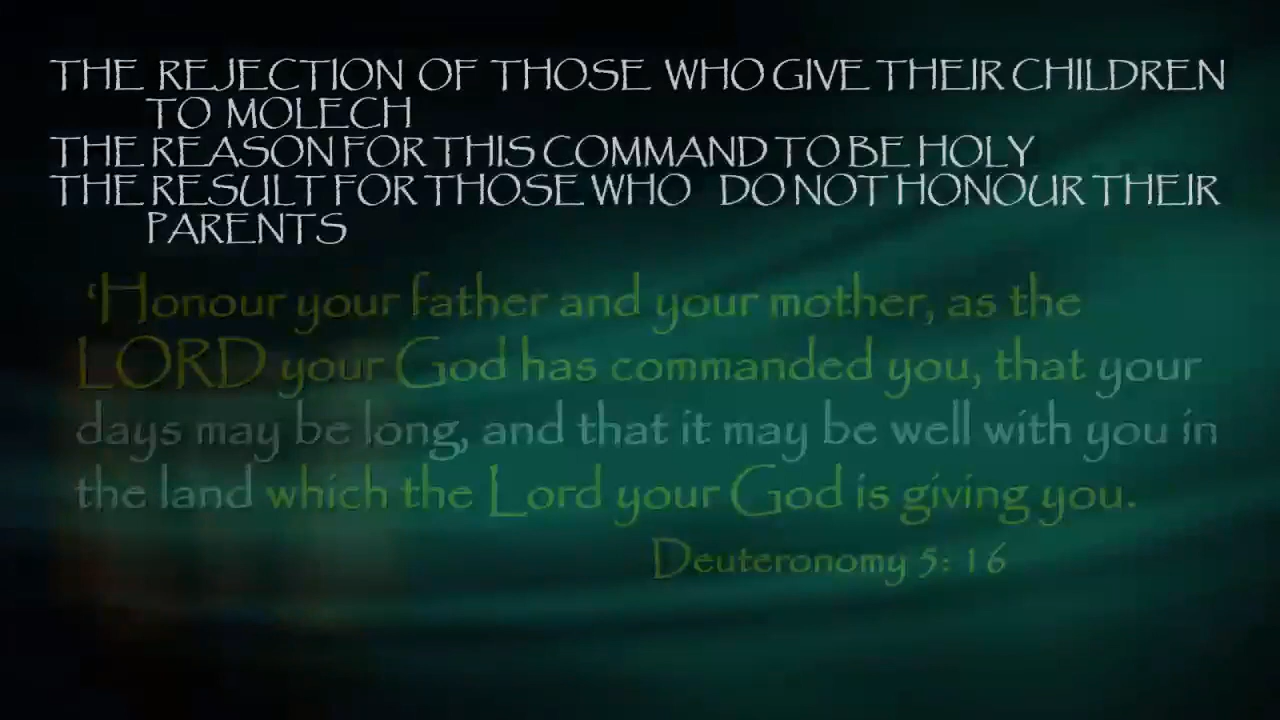 THE REJECTION OF THOSE WHO GIVE THEIR CHILDREN
TO MOLECH
THE REASON FOR THIS COMMAND TO BE HOLY
THE RESULT FOR THOSE WHO DO NOT HONOUR THEIR
PARENTS
‘Honour your father and your mother, as the
LORD your God has commanded you, that your
days may be long, and that it may be well with you in
the land which the Lord your God is giving you.
Deuteronomy 5: 16